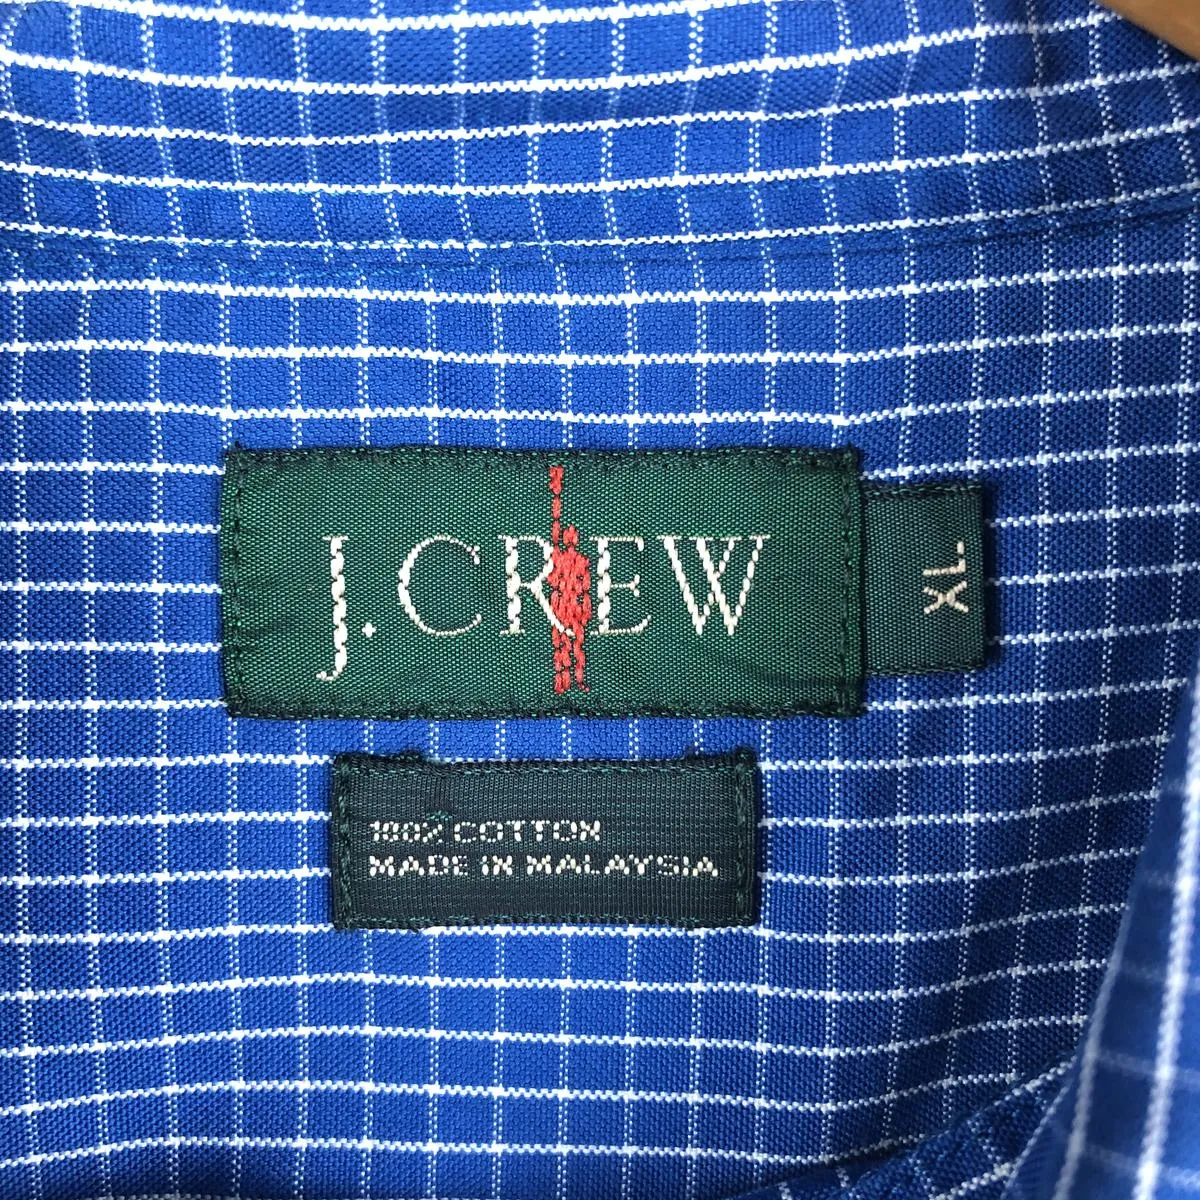 J.CREW
XL
100% COTTON
MADE IN MALAYSIA